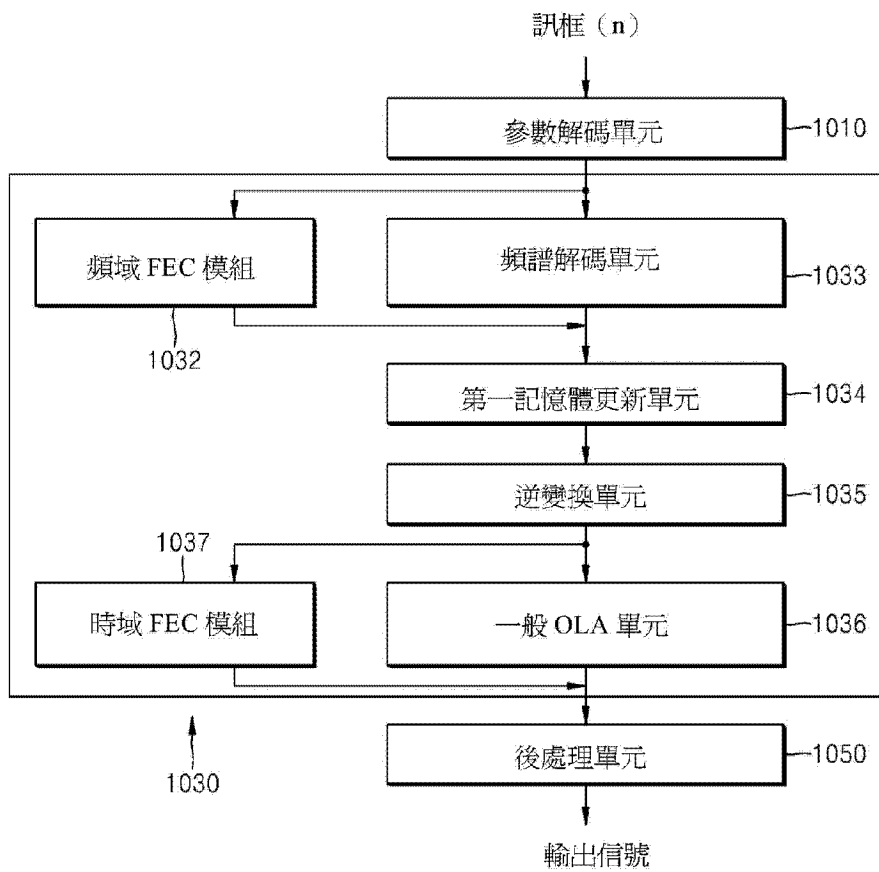 訊框（n）
參數解碼單元
1010
頻域 FEC 模組
頻譜解碼單元
1033
1032
第一記憶體更新單元
1034
逆變換單元
1035
1037
時域 FEC 模組
一般 OLA 單元
1036
1030
後處理單元
1050
輸出信號